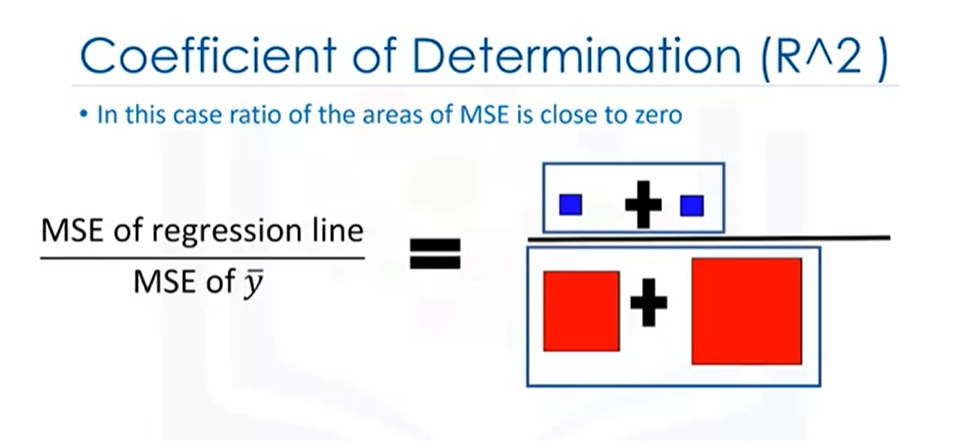 Coefficient of Determination (R^2 )
• In this case ratio of the areas of MSE is close to zero
MSE of regression line
MSE of ȳ
=
+
+